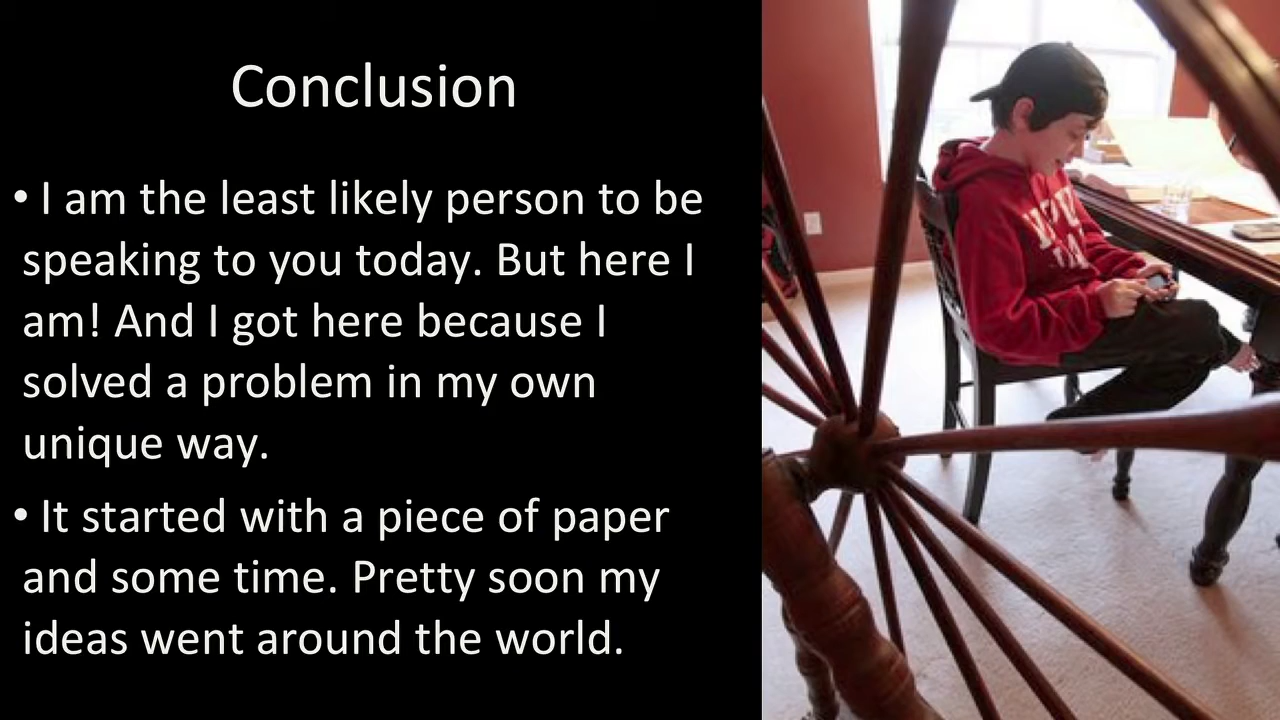 Conclusion
• I am the least likely person to be
speaking to you today. But here I
am! And I got here because I
solved a problem in my own
unique way.
• It started with a piece of paper
and some time. Pretty soon my
ideas went around the world.